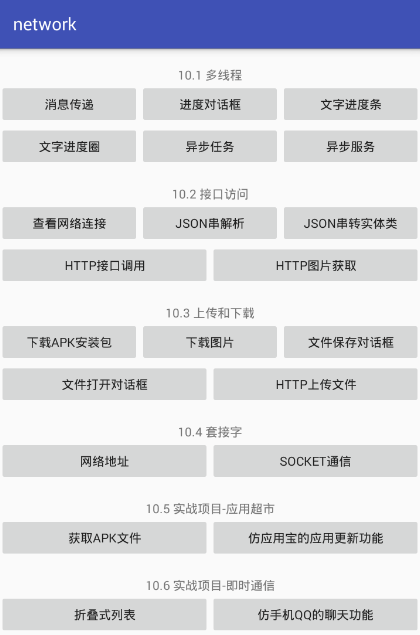 network
10.1 多线程
消息传递 进度对话框 文字进度条
文字进度圈 异步任务 异步服务
10.2 接口访问
查看网络连接 JSON串解析 JSON串转实体类
HTTP接口调用 HTTP图片获取
10.3 上传和下载
下载APK安装包 下载图片 文件保存对话框
文件打开对话框 HTTP上传文件
10.4 套接字
网络地址 SOCKET通信
10.5 实战项目-应用超市
获取APK文件 仿应用宝的应用更新功能
10.6 实战项目-即时通信
折叠式列表 仿手机QQ的聊天功能